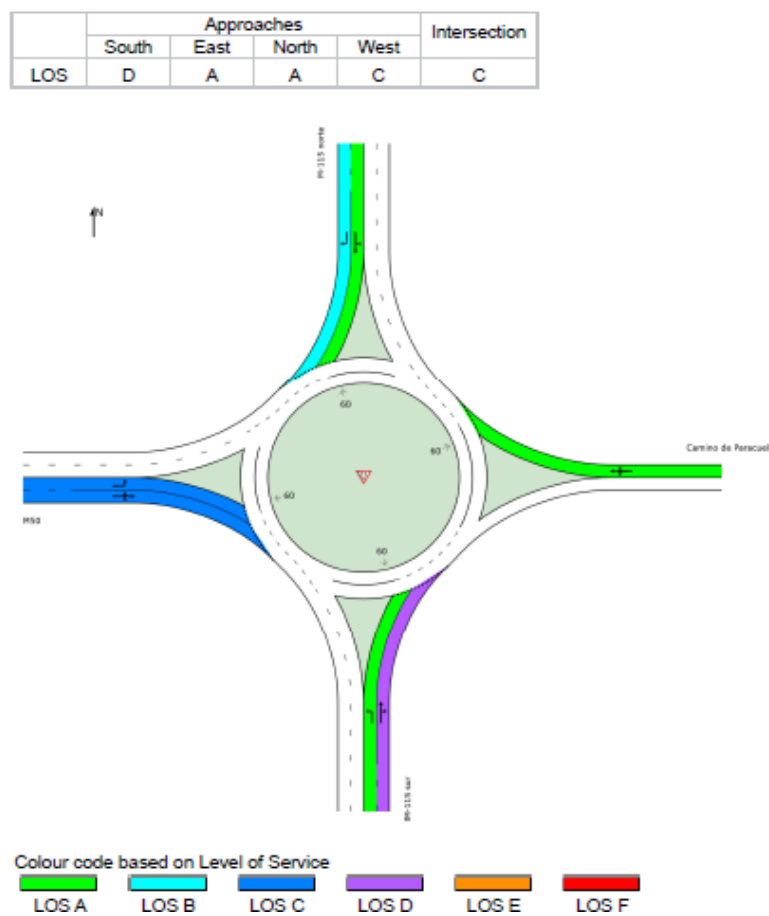 Approaches
Intersection
South East North West
LOS D A A C C
M-115 norte
N
60
60
60
60
Camino de Paracuel
M50
M-115 sur
Colour code based on Level of Service
LOS A LOS B LOS C LOS D LOS E LOS F